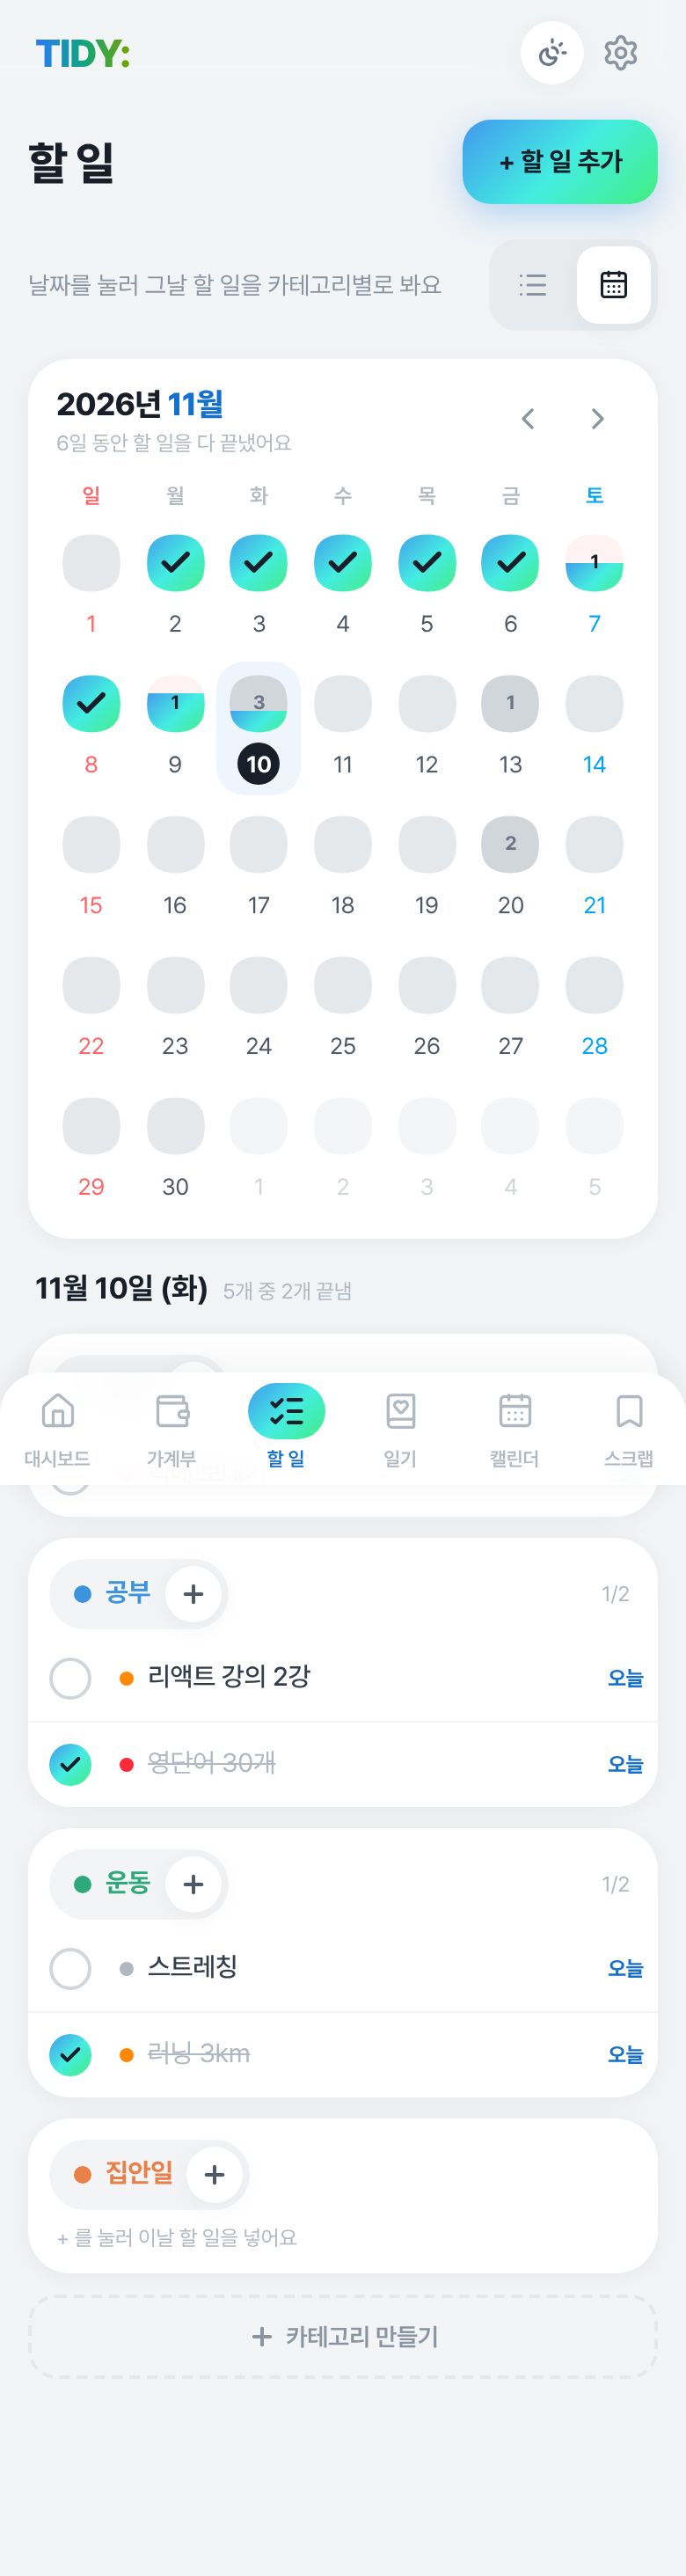 TIDY:
할 일
+ 할 일 추가
날짜를 눌러 그날 할 일을 카테고리별로 봐요
2026년 11월
6일 동안 할 일을 다 끝냈어요
일 월 화 수 목 금 토
1
1 2 3 4 5 6 7
1 3 1
8 9 10 11 12 13 14
2
15 16 17 18 19 20 21
22 23 24 25 26 27 28
29 30 1 2 3 4 5
11월 10일 (화) 5개 중 2개 끝냄
대시보드 가계부 할 일 일기 캘린더 스크랩
공부 + 1/2
리액트 강의 2강 오늘
영단어 30개 오늘
운동 + 1/2
스트레칭 오늘
러닝 3km 오늘
집안일 +
+ 를 눌러 이날 할 일을 넣어요
+ 카테고리 만들기